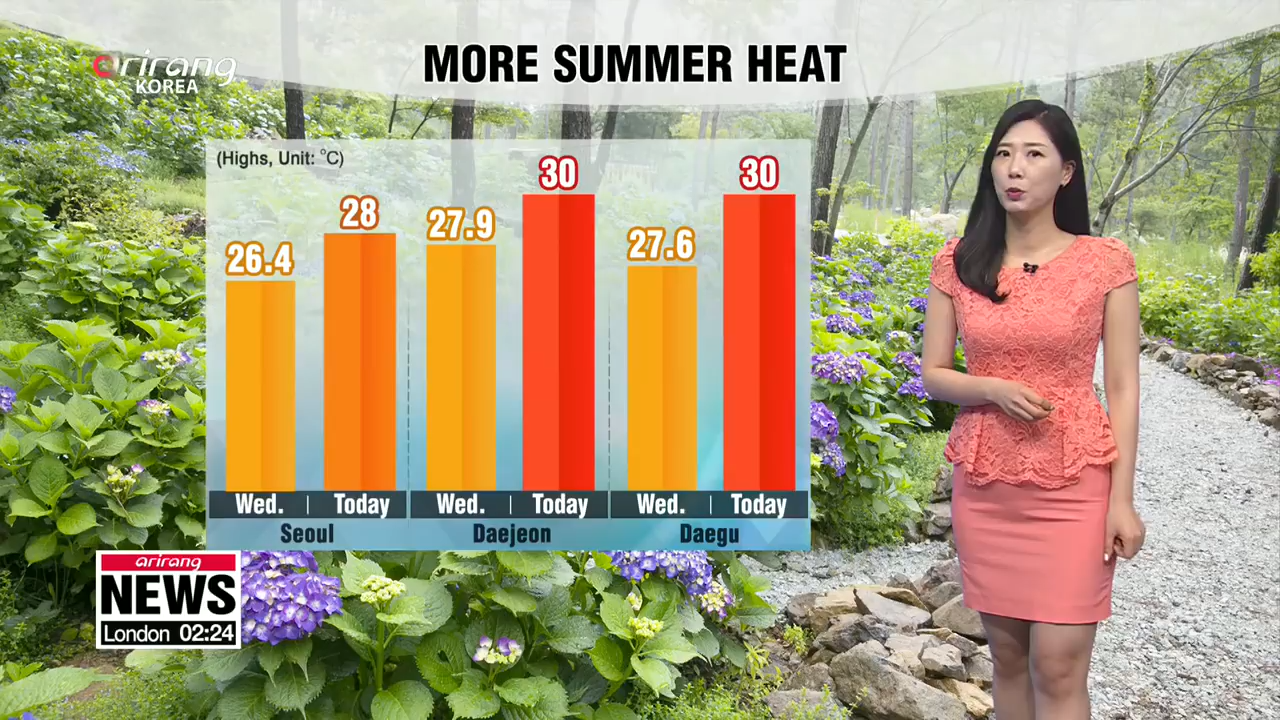 arirang
KOREA
MORE SUMMER HEAT
(Highs, Unit: °C)
26.4
28
27.9
30
27.6
30
Wed. | Today
Wed. | Today
Wed. | Today
Seoul
Daejeon
Daegu
arirang
NEWS
London 02:24